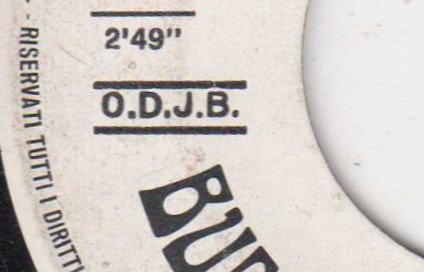 2'49"
O.D.J.B.
- RISERVATI TUTTI I DIRITTI